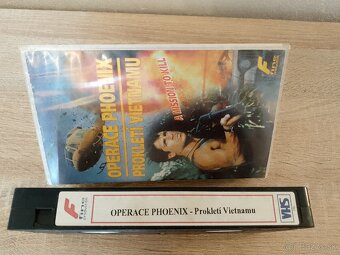 OPERACE PHOENIX-
PROKLETÍ VIETNAMU
A MISSION TO KILL
F
OPERACE PHOENIX - Prokletí Vietnamu
VHS